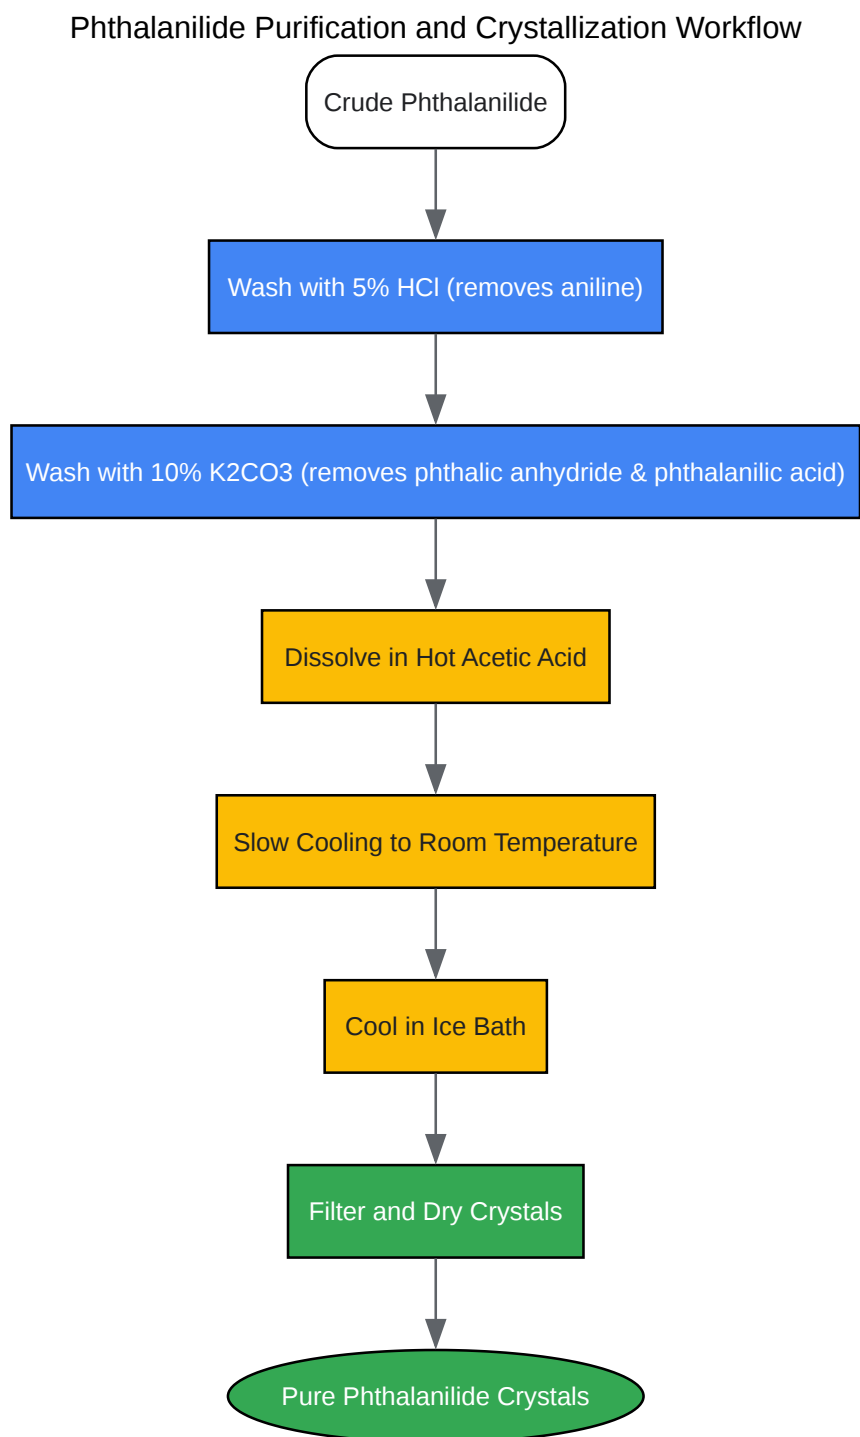 Phthalanilide Purification and Crystallization Workflow
Crude Phthalanilide
Wash with 5% HCl (removes aniline)
Wash with 10% K2CO3 (removes phthalic anhydride & phthalanilic acid)
Dissolve in Hot Acetic Acid
Slow Cooling to Room Temperature
Cool in Ice Bath
Filter and Dry Crystals
Pure Phthalanilide Crystals